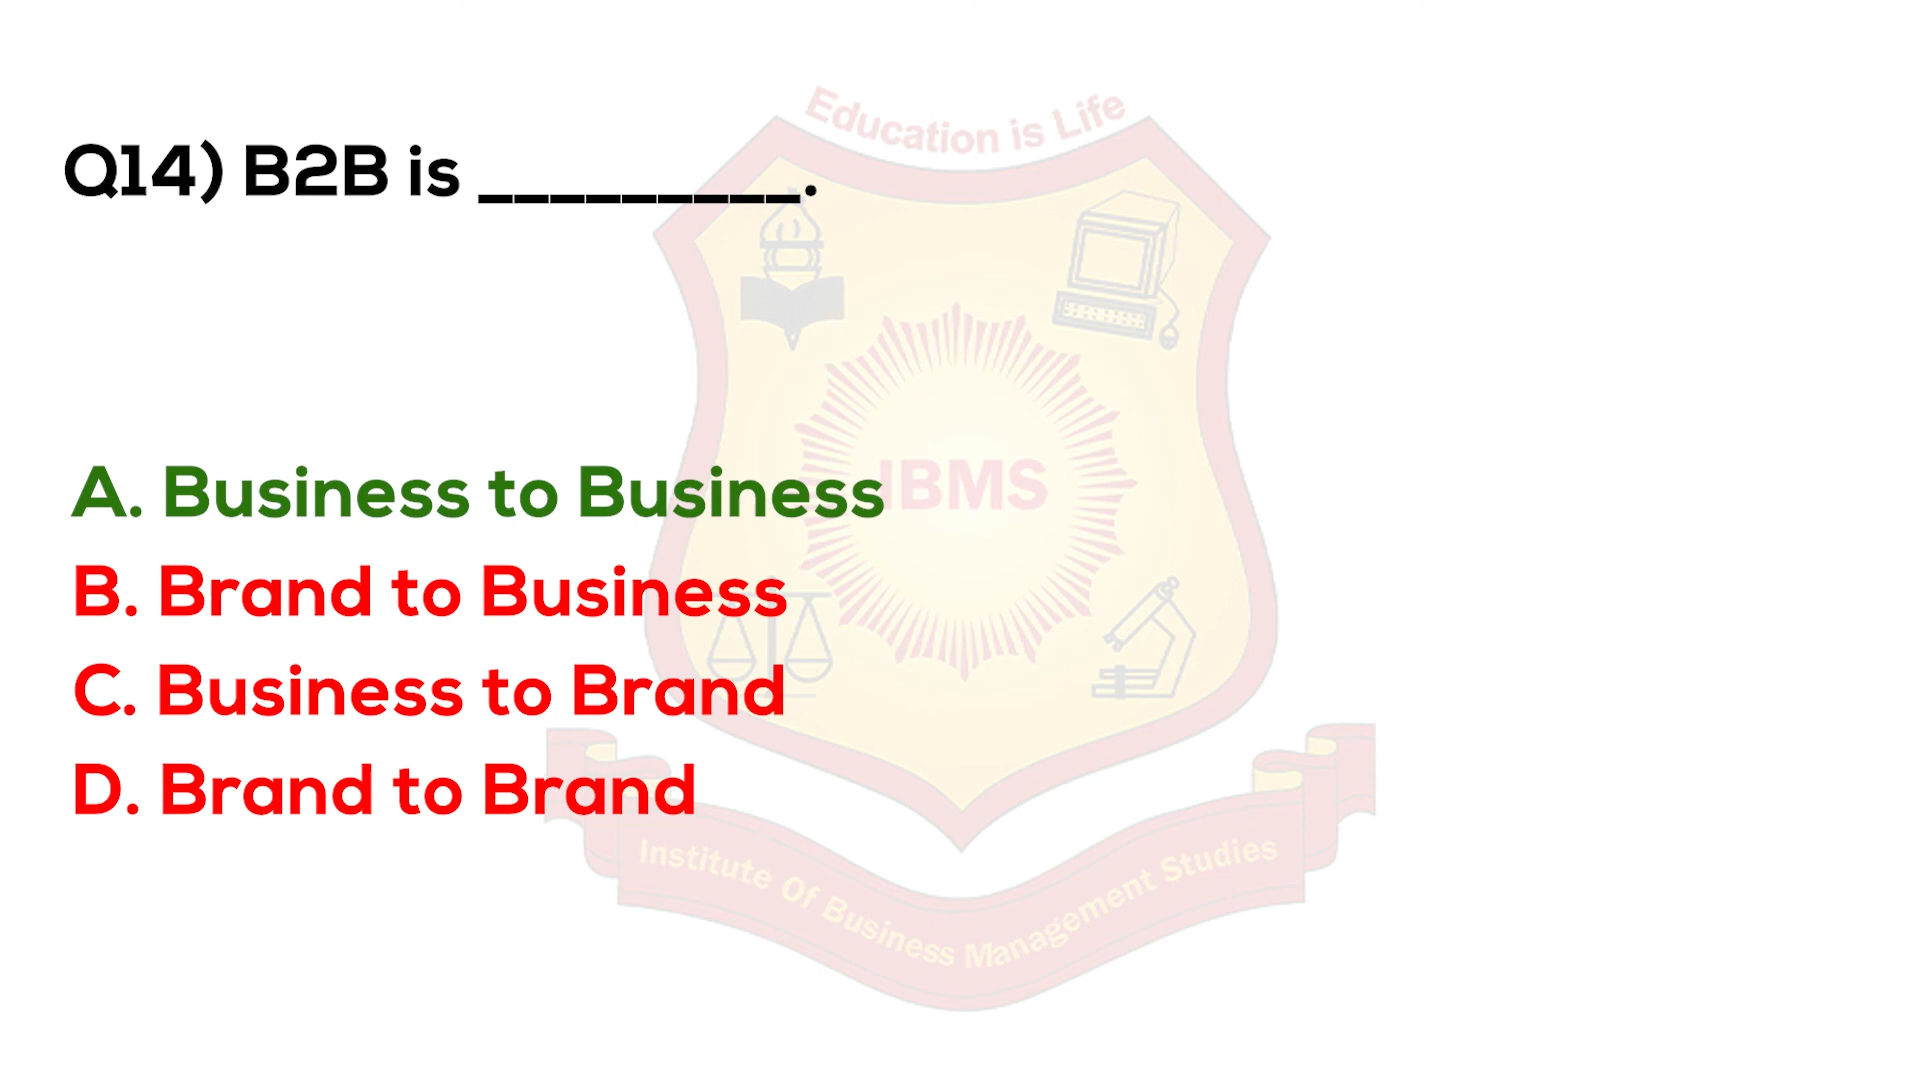 Education is Life
Q14) B2B is _________.
A. Business to Business
IBMS
B. Brand to Business
C. Business to Brand
D. Brand to Brand
Institute Of Business Management Studies